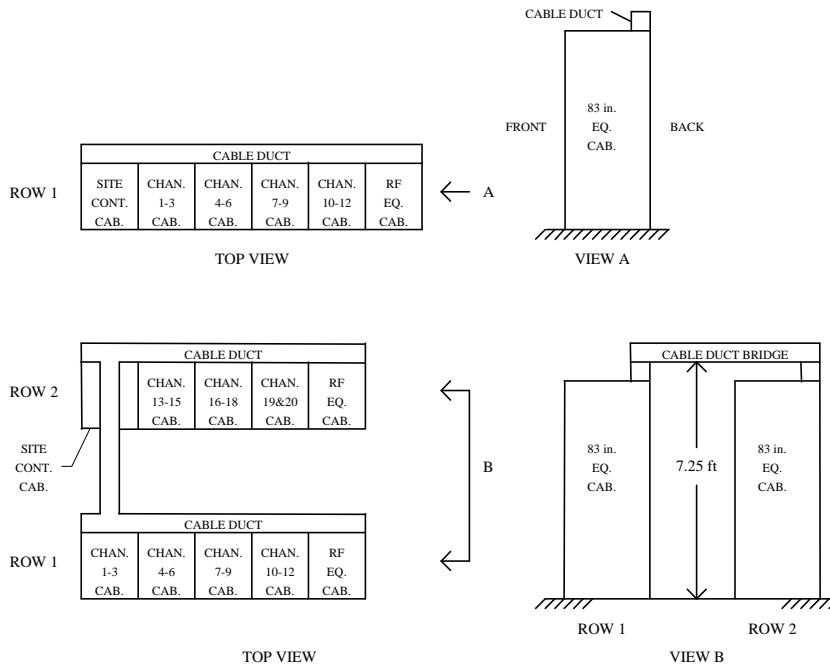 CABLE DUCT
83 in.
EQ.
CAB.
FRONT
BACK
VIEW A
CABLE DUCT
ROW 1
SITE
CONT.
CAB.
CHAN.
1-3
CAB.
CHAN.
4-6
CAB.
CHAN.
7-9
CAB.
CHAN.
10-12
CAB.
RF
EQ.
CAB.
A
TOP VIEW
CABLE DUCT
ROW 2
CHAN.
13-15
CAB.
CHAN.
16-18
CAB.
CHAN.
19&20
CAB.
RF
EQ.
CAB.
SITE
CONT.
CAB.
B
CABLE DUCT
ROW 1
CHAN.
1-3
CAB.
CHAN.
4-6
CAB.
CHAN.
7-9
CAB.
CHAN.
10-12
CAB.
RF
EQ.
CAB.
TOP VIEW
CABLE DUCT BRIDGE
83 in.
EQ.
CAB.
7.25 ft
83 in.
EQ.
CAB.
ROW 1
ROW 2
VIEW B